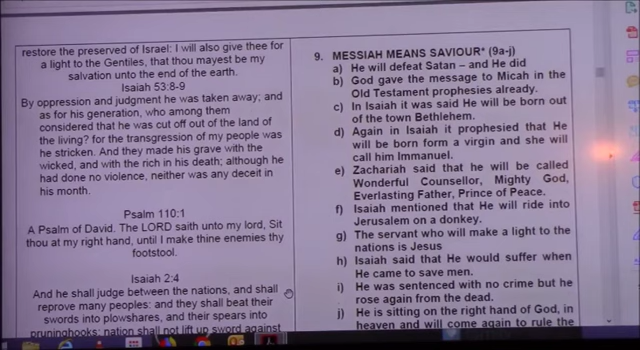 restore the preserved of Israel: I will also give thee for
a light to the Gentiles, that thou mayest be my
salvation unto the end of the earth.
Isaiah 53:8-9
By oppression and judgment he was taken away; and
as for his generation, who among them
considered that he was cut off out of the land of
the living? for the transgression of my people was
he stricken. And they made his grave with the
wicked, and with the rich in his death; although he
had done no violence, neither was any deceit in
his month.
Psalm 110:1
A Psalm of David. The LORD saith unto my lord, Sit
thou at my right hand, until I make thine enemies thy
footstool.
Isaiah 2:4
And he shall judge between the nations, and shall
reprove many peoples: and they shall beat their
swords into plowshares, and their spears into
pruninghooks: nation shall not lift up sword against
9. MESSIAH MEANS SAVIOUR* (9a-j)
a) He will defeat Satan – and He did
b) God gave the message to Micah in the
Old Testament prophesies already.
c) In Isaiah it was said He will be born out
of the town Bethlehem.
d) Again in Isaiah it prophesied that He
will be born form a virgin and she will
call him Immanuel.
e) Zachariah said that he will be called
Wonderful Counsellor, Mighty God,
Everlasting Father, Prince of Peace.
f) Isaiah mentioned that He will ride into
Jerusalem on a donkey.
g) The servant who will make a light to the
nations is Jesus
h) Isaiah said that He would suffer when
He came to save men.
i) He was sentenced with no crime but he
rose again from the dead.
j) He is sitting on the right hand of God, in
heaven and will come again to rule the